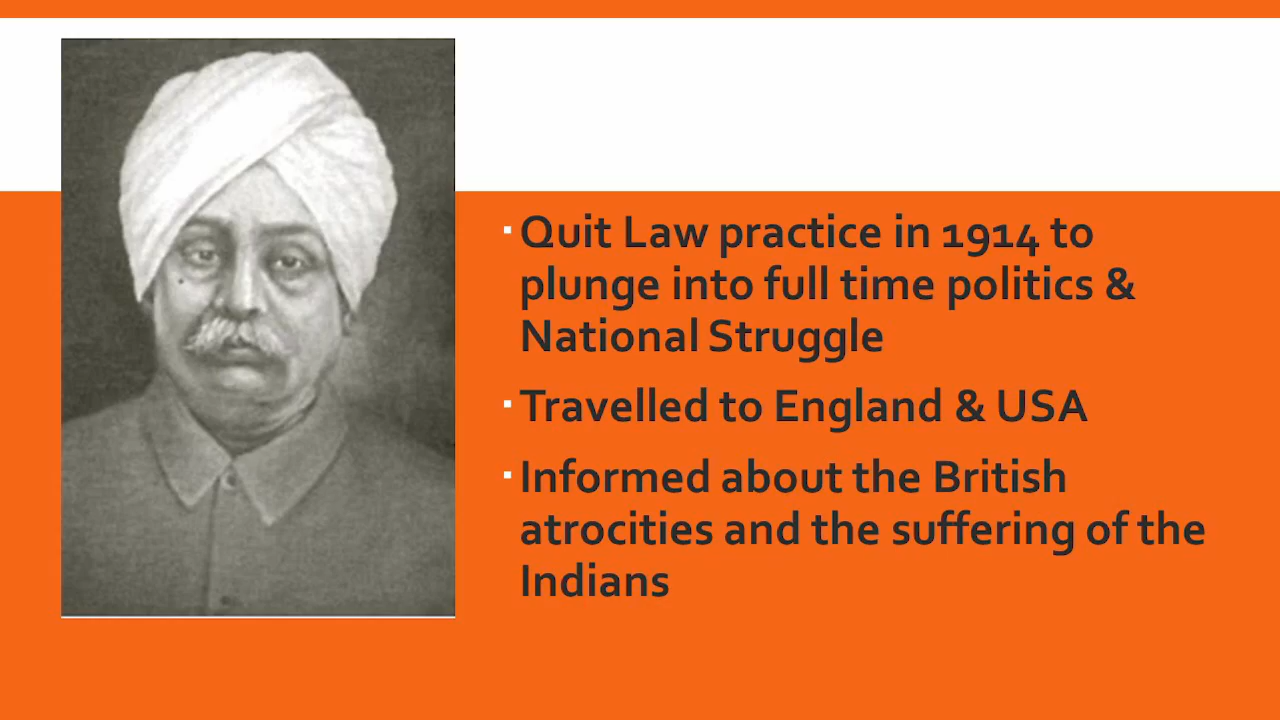 Quit Law practice in 1914 to
plunge into full time politics &
National Struggle
Travelled to England & USA
Informed about the British
atrocities and the suffering of the
Indians